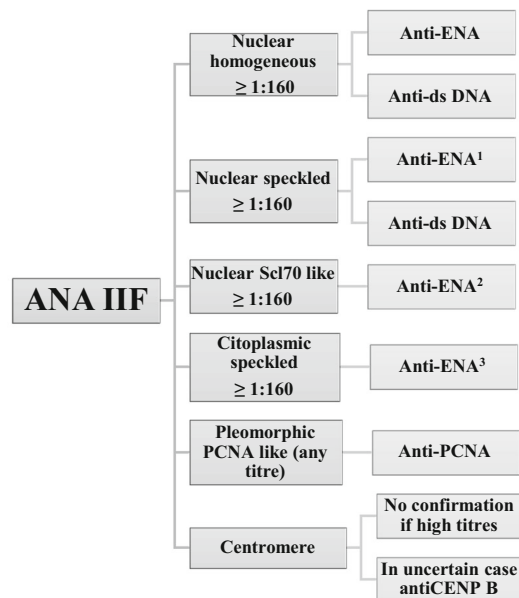 ANA IIF
Nuclear
homogeneous
≥ 1:160
Anti-ENA
Anti-ds DNA
Nuclear speckled
≥ 1:160
Anti-ENA¹
Anti-ds DNA
Nuclear Scl70 like
≥ 1:160
Anti-ENA²
Citoplasmic
speckled
≥ 1:160
Anti-ENA³
Pleomorphic
PCNA like (any
titre)
Anti-PCNA
Centromere
No confirmation
if high titres
In uncertain case
antiCENP B